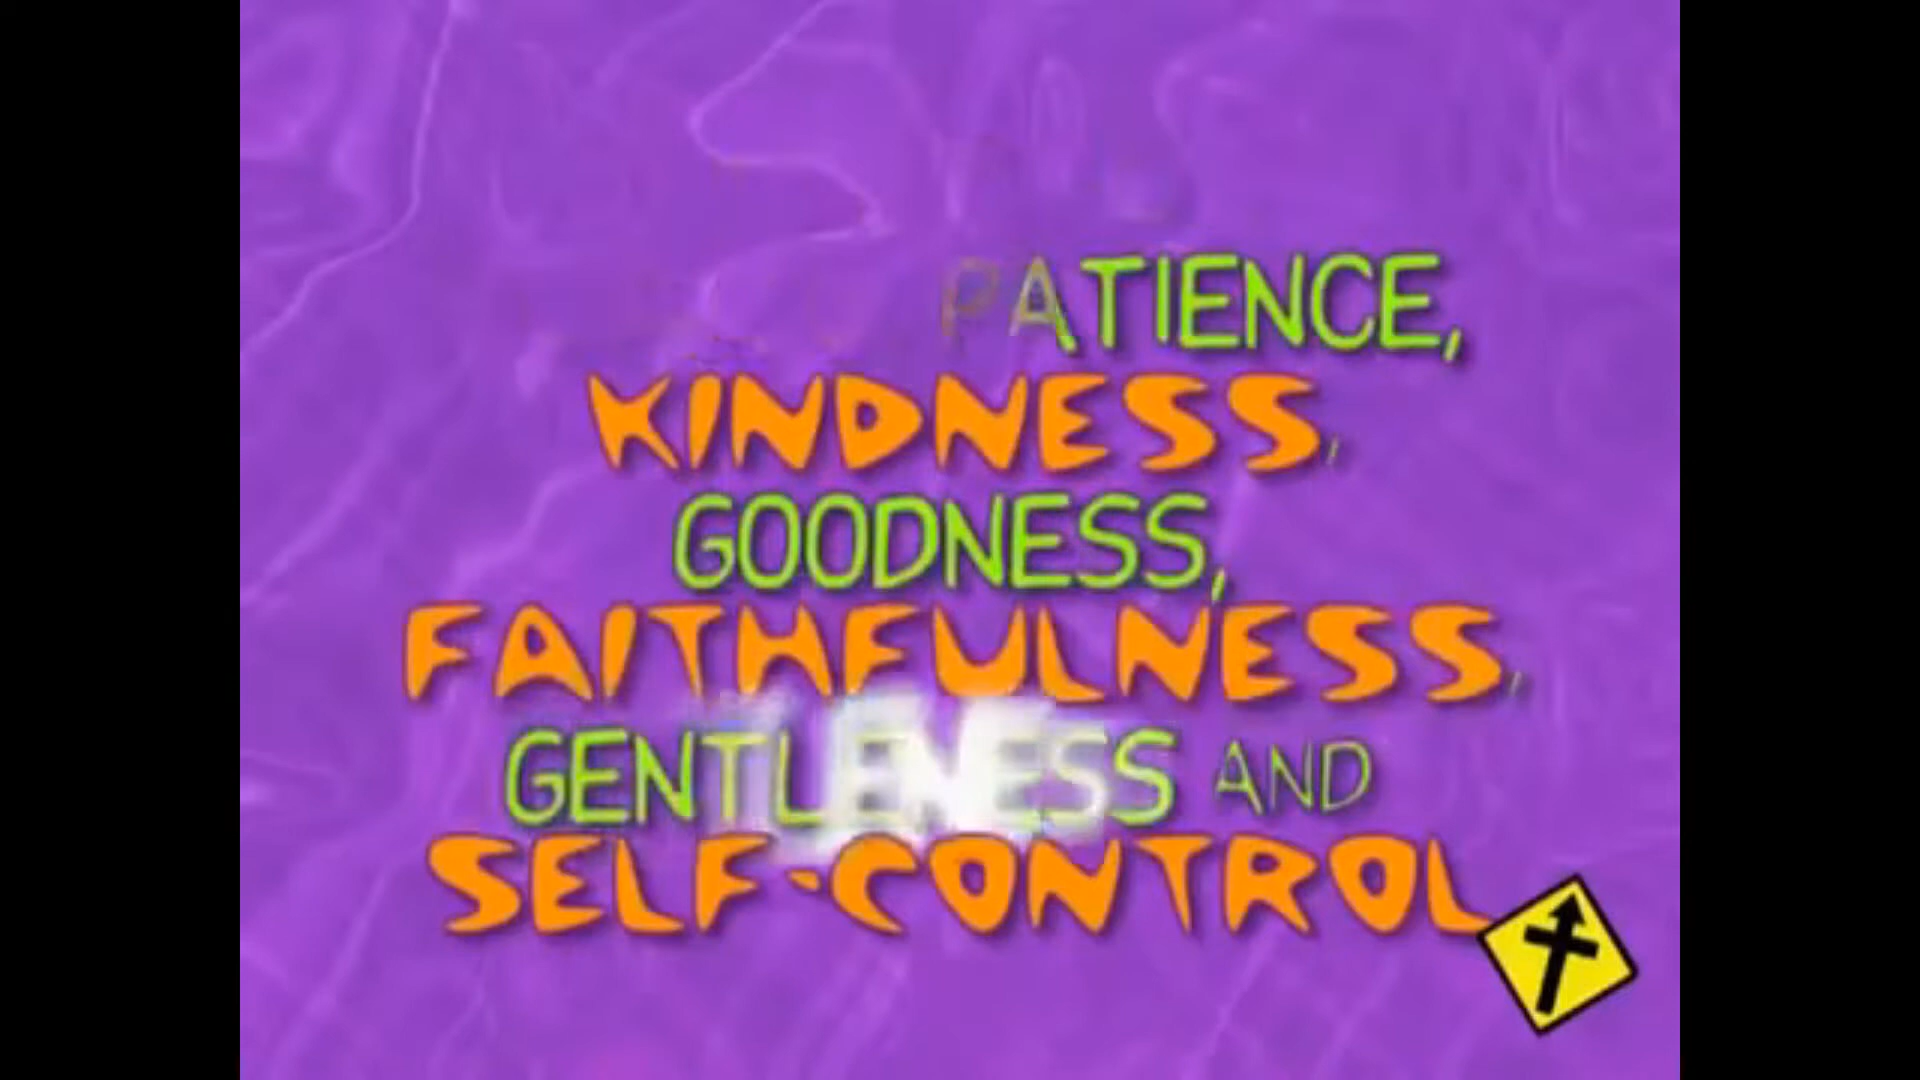 PATIENCE,
KINDNESS,
GOODNESS,
FAITHFULNESS,
GENTLENESS AND
SELF-CONTROL